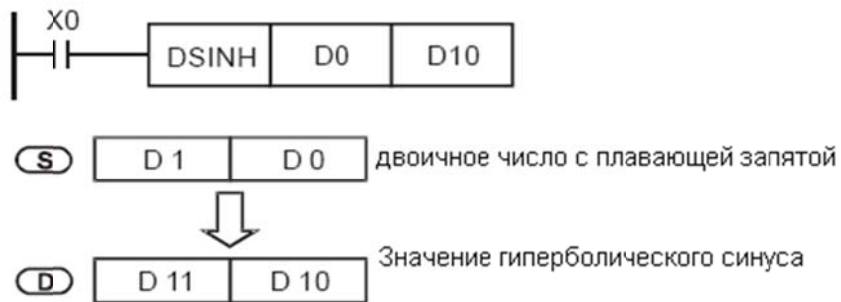 X0
DSINH D0 D10
S D 1 D 0 двоичное число с плавающей запятой
Значение гиперболического синуса
D D 11 D 10